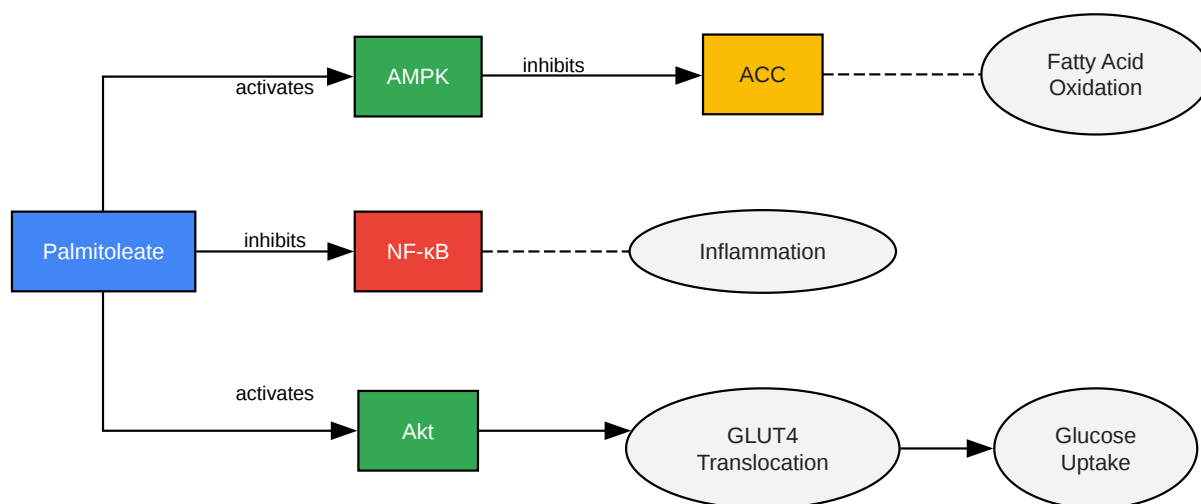 AMPK
inhibits
ACC
Fatty Acid
Oxidation
activates
Palmitoleate
inhibits
NF-κB
Inflammation
activates
Akt
GLUT4
Translocation
Glucose
Uptake